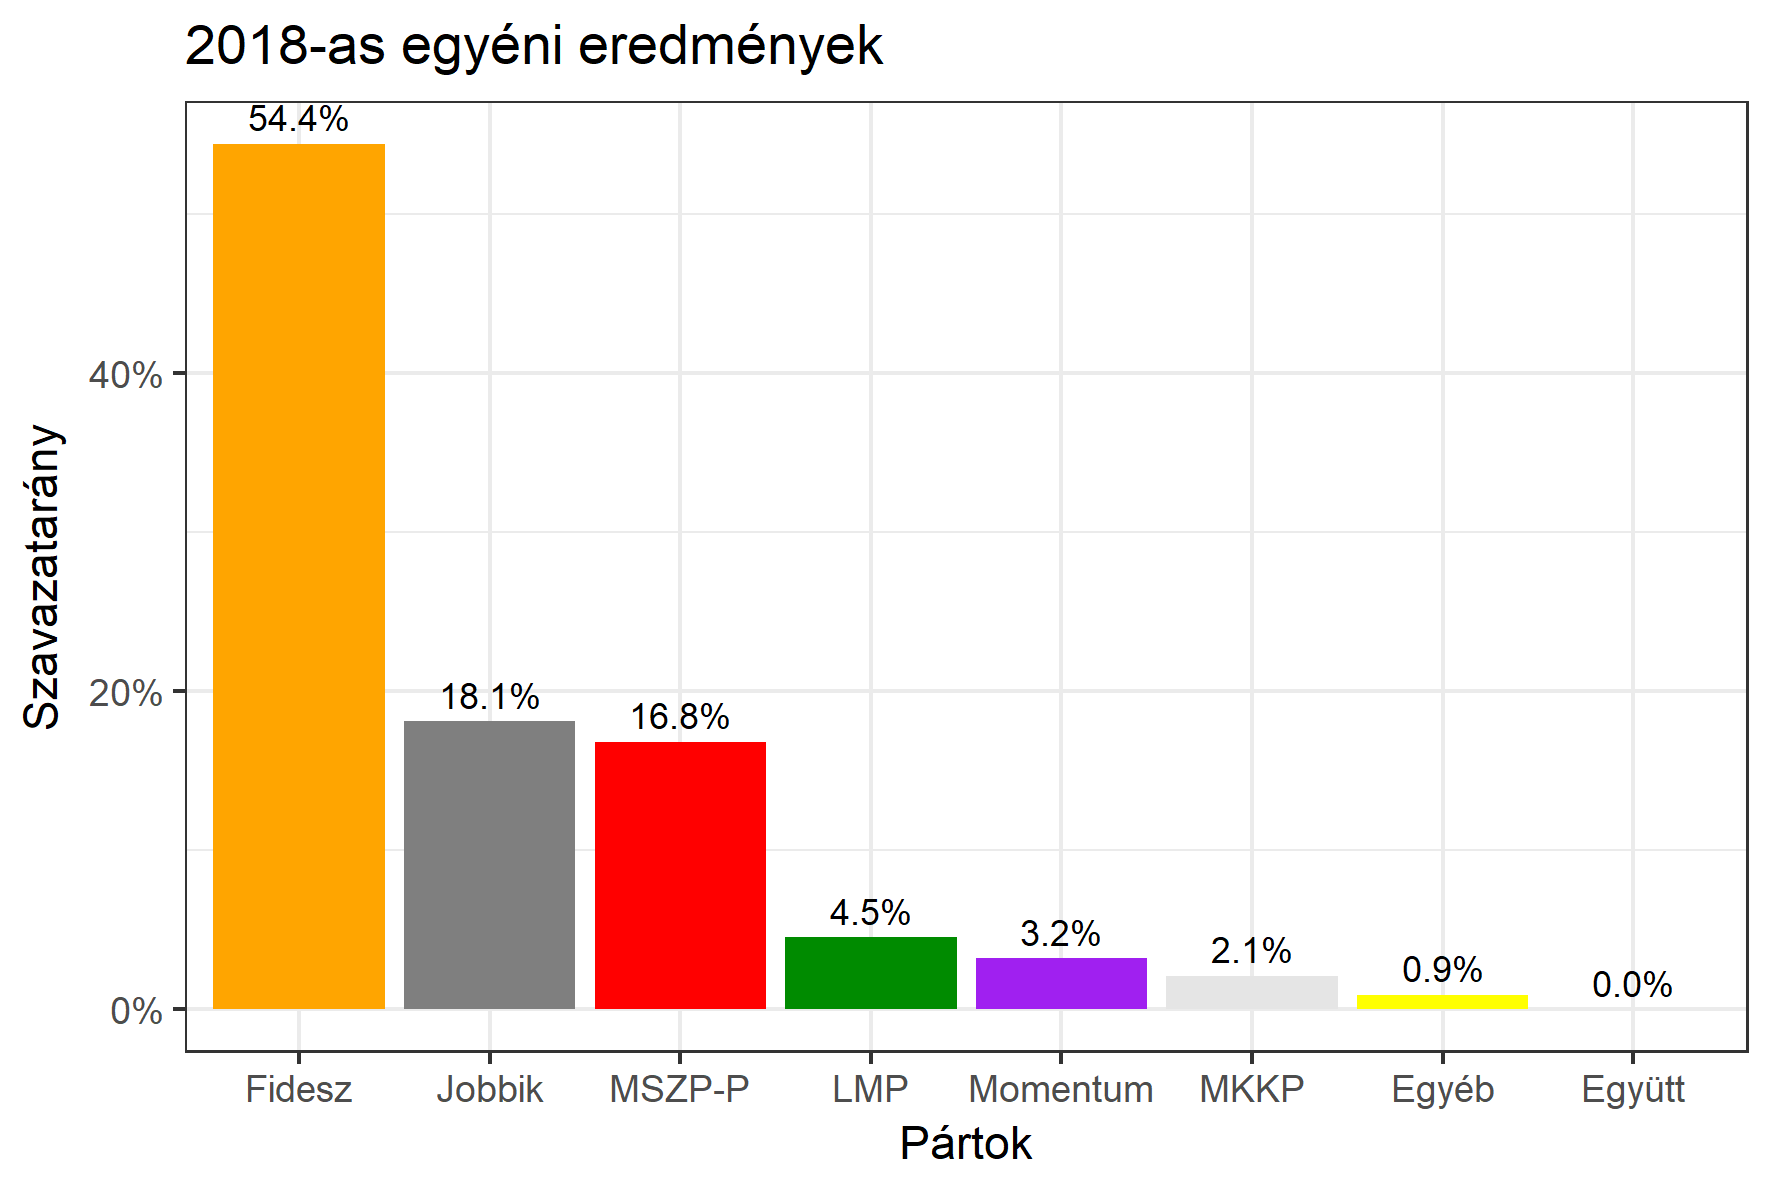 2018-as egyéni eredmények
54.4%
18.1%
16.8%
4.5%
3.2%
2.1%
0.9%
0.0%
40%
20%
0%
Szavazatarány
Fidesz Jobbik MSZP-P LMP Momentum MKKP Egyéb Együtt
Pártok